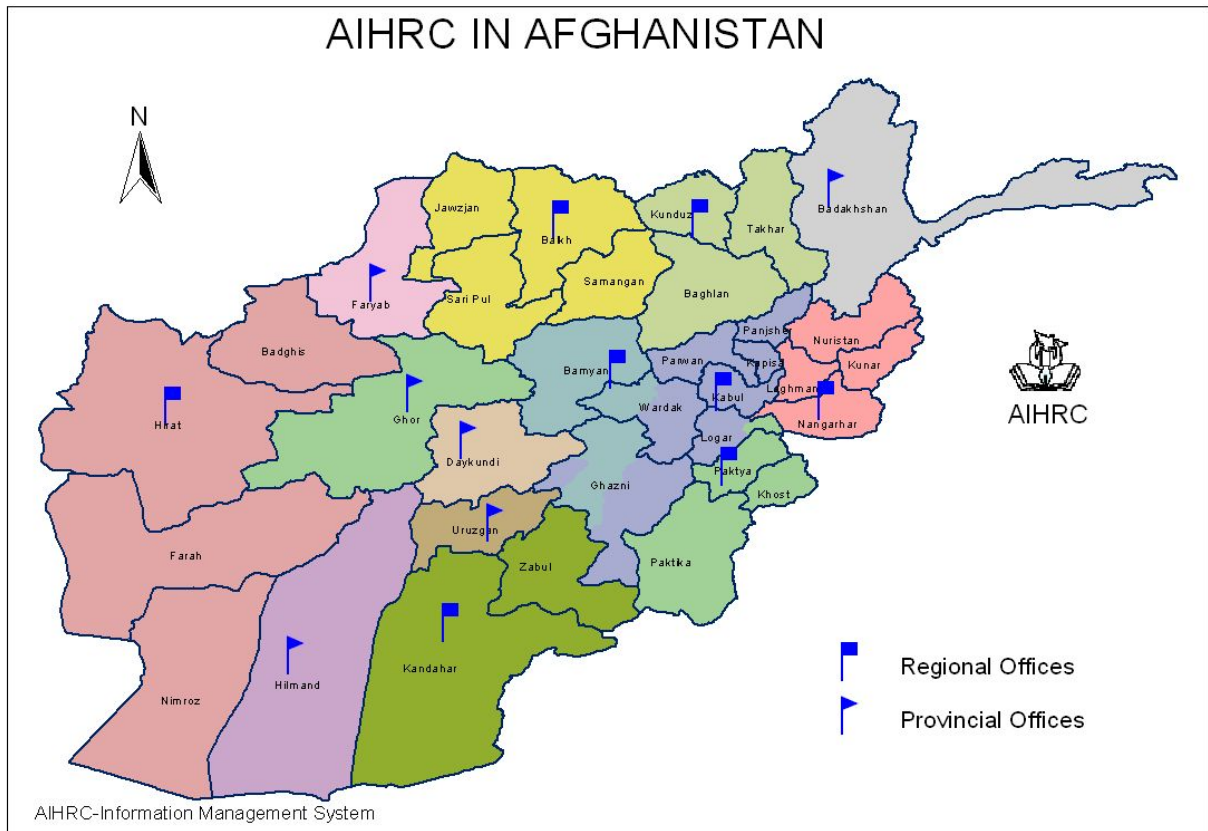 AIHRC IN AFGHANISTAN
N
Jawzjan
Balkh
Kunduz
Takhar
Badakhshan
Faryab
Sari Pul
Samangan
Baghlan
Badghis
Panjsher
Nuristan
Bamyan
Parwan
Kapisa
Kunar
Laghman
Hirat
Ghor
Wardak
Kabul
Nangarhar
AIHRC
Logar
Daykundi
Paktya
Ghazni
Khost
Uruzgan
Farah
Zabul
Paktika
Kandahar
Hilmand
Nimroz
Regional Offices
Provincial Offices
AIHRC-Information Management System